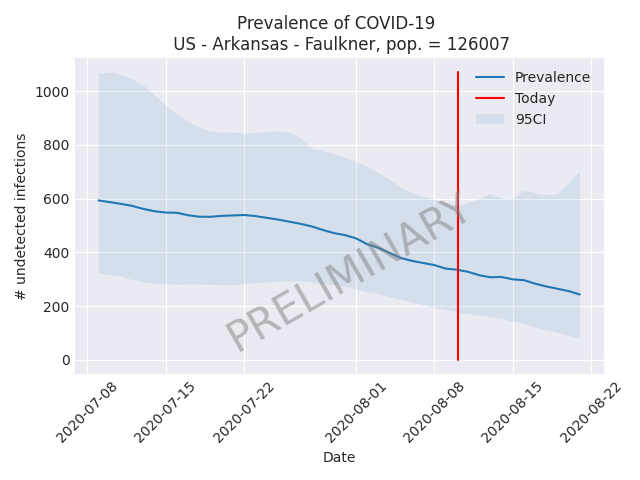 Prevalence of COVID-19
US - Arkansas - Faulkner, pop. = 126007
Prevalence
Today
95CI
# undetected infections
1000
800
600
400
200
0
PRELIMINARY
2020-07-08
2020-07-15
2020-07-22
2020-08-01
2020-08-08
2020-08-15
2020-08-22
Date